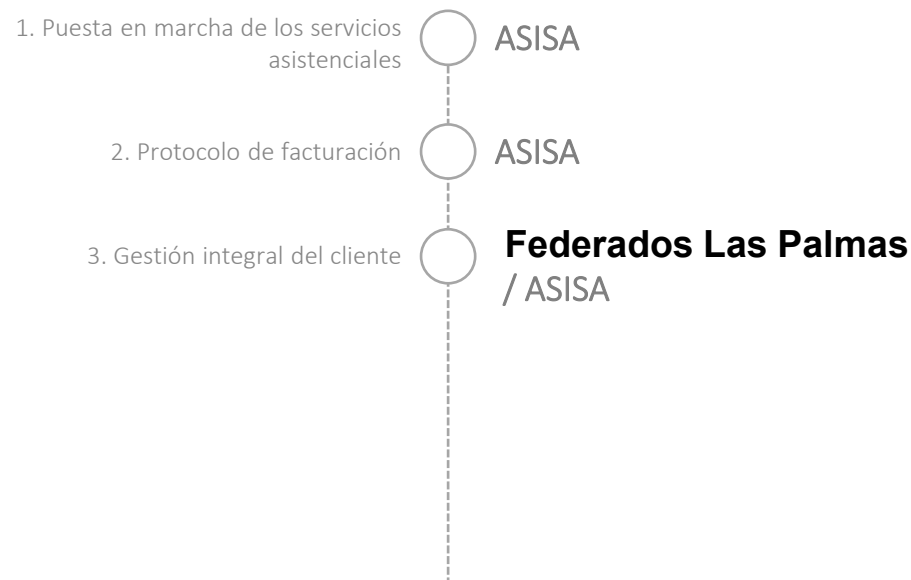 1. Puesta en marcha de los servicios
asistenciales
ASISA
2. Protocolo de facturación
ASISA
3. Gestión integral del cliente
Federados Las Palmas
/ ASISA